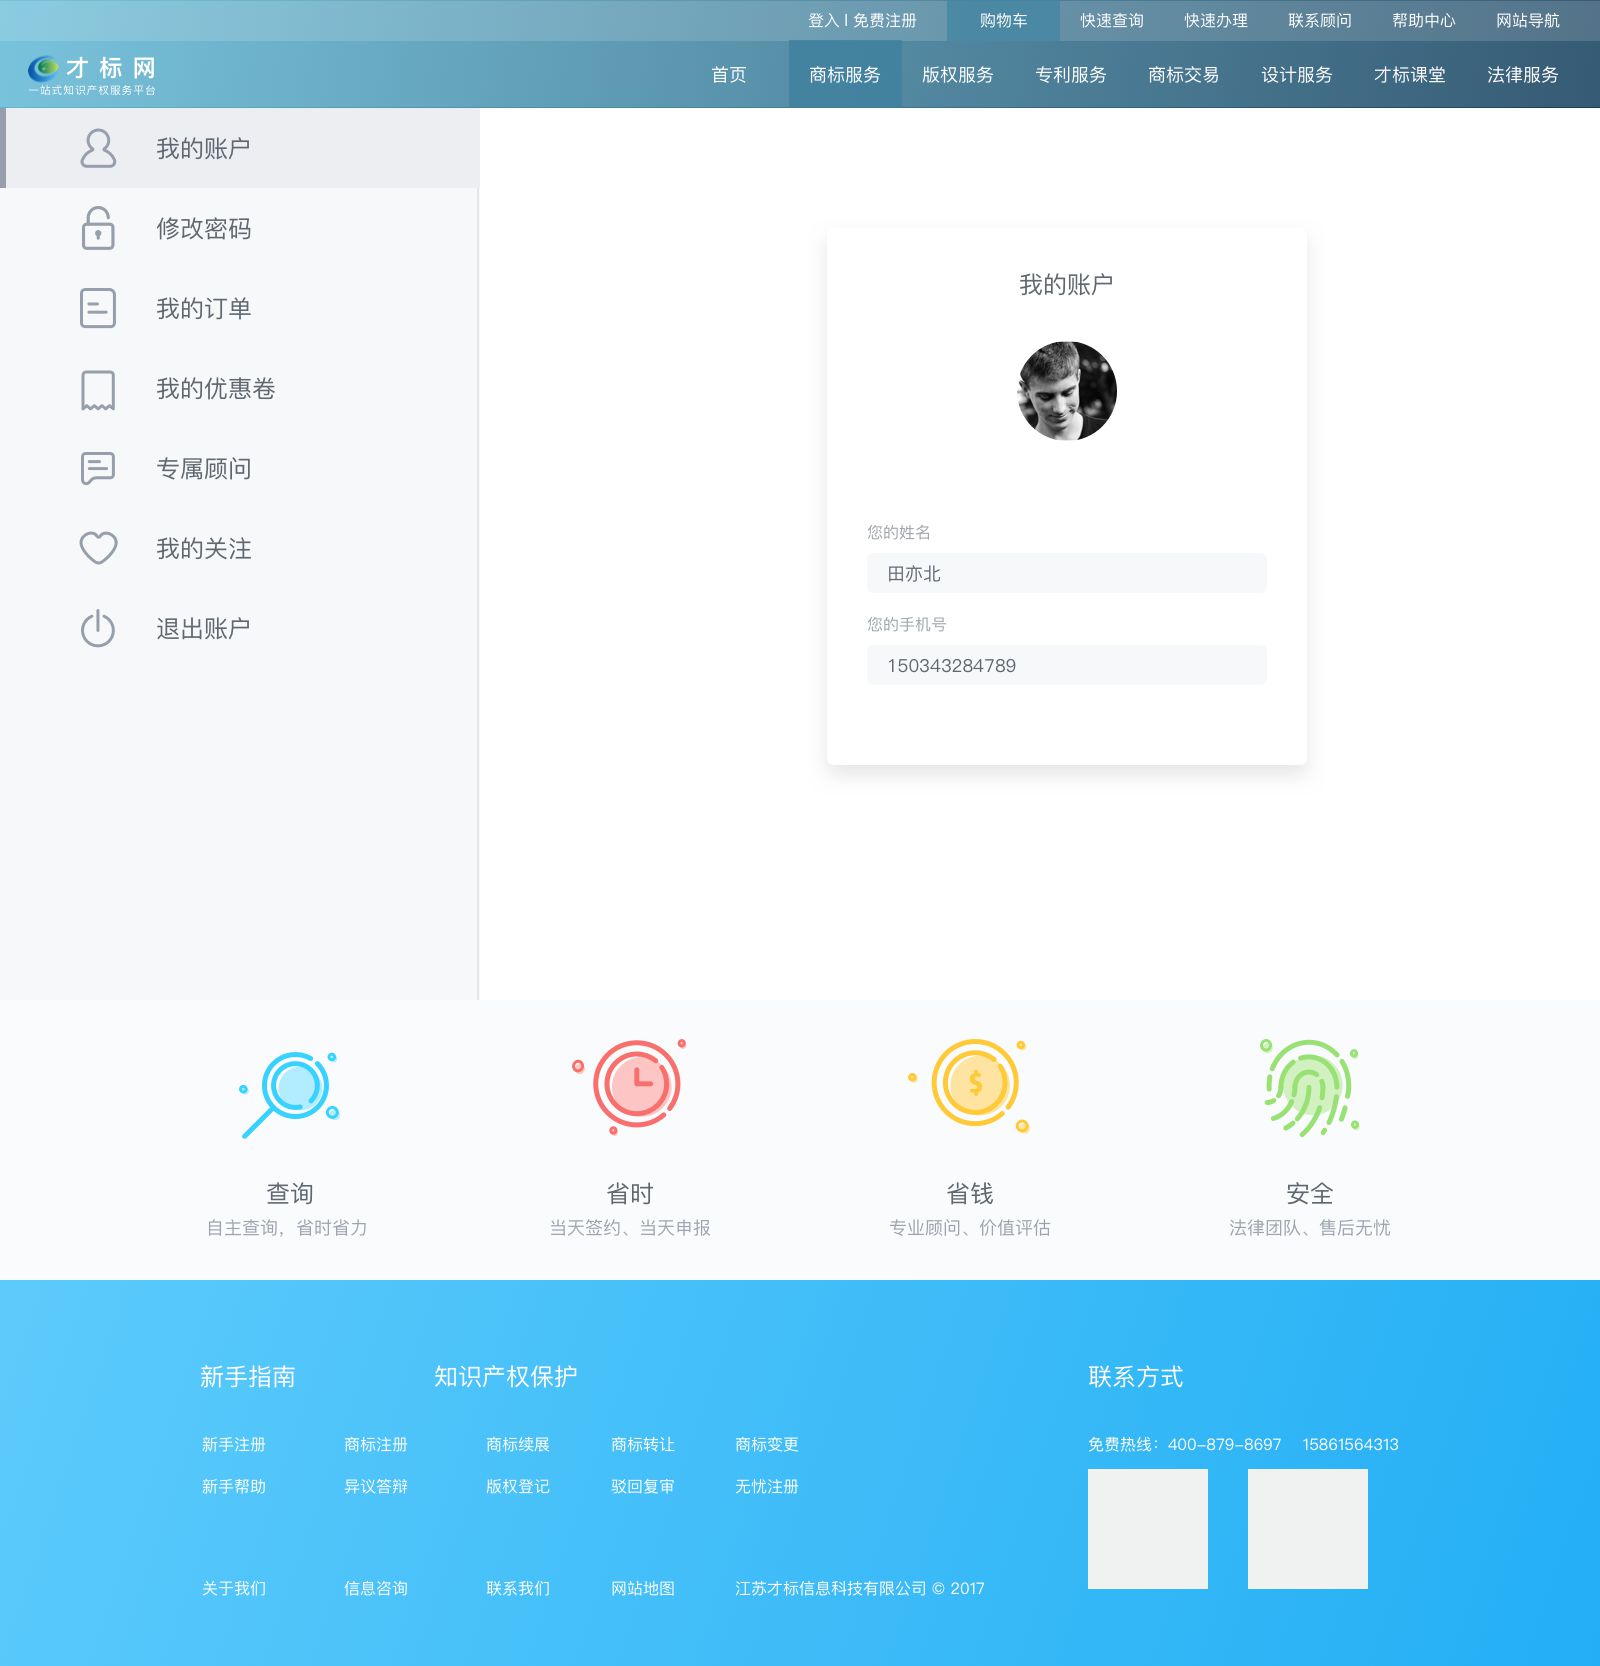 登入 | 免费注册 购物车 快速查询 快速办理 联系顾问 帮助中心 网站导航
才标网
一站式知识产权服务平台
首页 商标服务 版权服务 专利服务 商标交易 设计服务 才标课堂 法律服务
我的账户
修改密码
我的订单
我的优惠卷
专属顾问
我的关注
退出账户
我的账户
您的姓名
田亦北
您的手机号
150343284789
$
查询 省时 省钱 安全
自主查询，省时省力 当天签约、当天申报 专业顾问、价值评估 法律团队、售后无忧
新手指南 知识产权保护 联系方式
新手注册 商标注册 商标续展 商标转让 商标变更 免费热线：400-879-8697 15861564313
新手帮助 异议答辩 版权登记 驳回复审 无忧注册
关于我们 信息咨询 联系我们 网站地图 江苏才标信息科技有限公司 © 2017